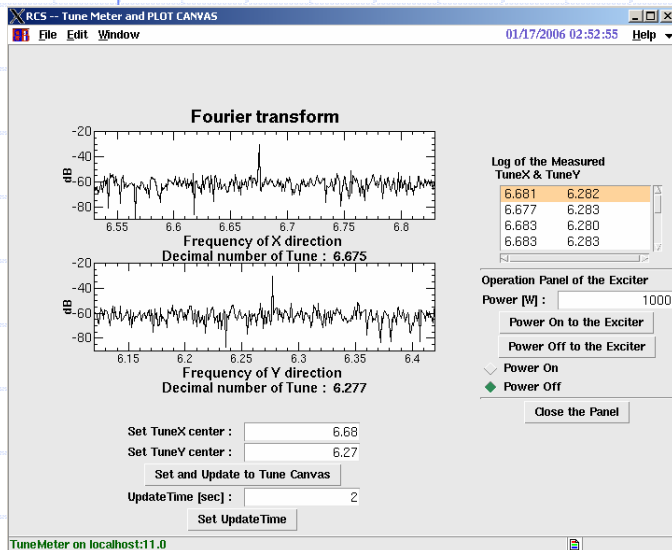 RCS -- Tune Meter and PLOT CANVAS
File Edit Window
01/17/2006 02:52:55 Help
Fourier transform
-20
-40
dB
-60
-80
6.55 6.6 6.65 6.7 6.75 6.8
Frequency of X direction
Decimal number of Tune : 6.675
-20
-40
dB
-60
-80
6.15 6.2 6.25 6.3 6.35 6.4
Frequency of Y direction
Decimal number of Tune : 6.277
Set TuneX center : 6.68
Set TuneY center : 6.27
Set and Update to Tune Canvas
UpdateTime [sec] : 2
Set UpdateTime
Log of the Measured
TuneX & TuneY
6.681 6.282
6.677 6.283
6.683 6.280
6.683 6.283
Operation Panel of the Exciter
Power [W] : 1000
Power On to the Exciter
Power Off to the Exciter
Power On
Power Off
Close the Panel
TuneMeter on localhost:11.0